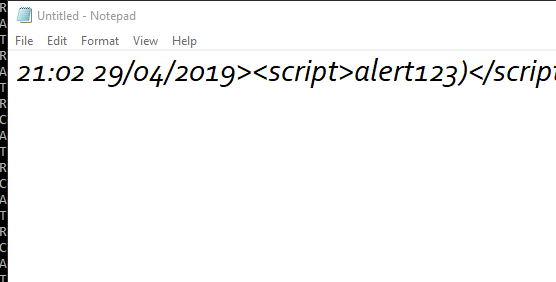 Untitled - Notepad
File Edit Format View Help
21:02 29/04/2019><script>alert123)</script
R
A
T
R
A
T
R
C
A
T
R
C
A
T
R
C
A
T